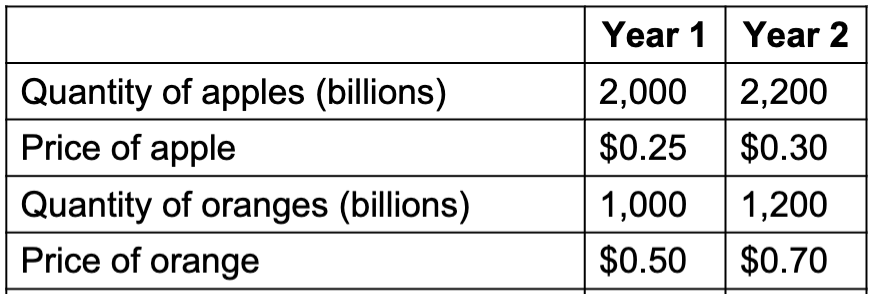 Year 1 Year 2
Quantity of apples (billions) 2,000 2,200
Price of apple $0.25 $0.30
Quantity of oranges (billions) 1,000 1,200
Price of orange $0.50 $0.70